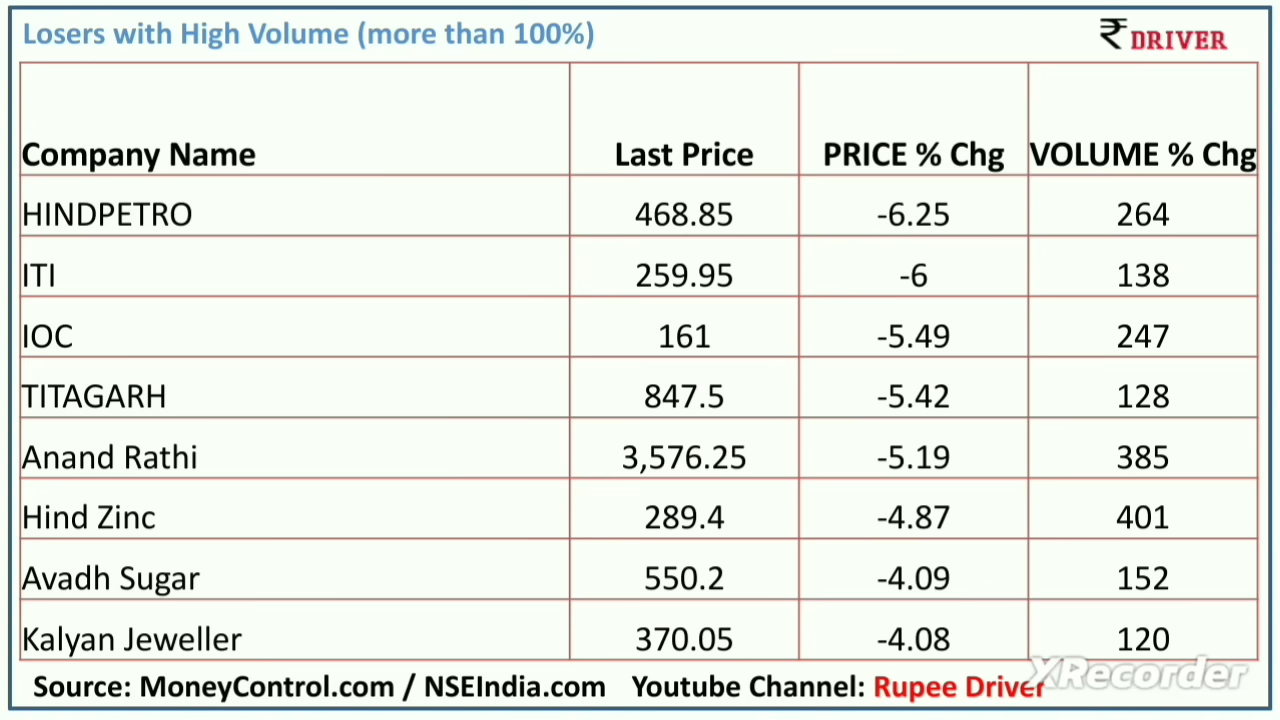 Losers with High Volume (more than 100%)
₹ DRIVER
Company Name Last Price PRICE % Chg VOLUME % Chg
HINDPETRO 468.85 -6.25 264
ITI 259.95 -6 138
IOC 161 -5.49 247
TITAGARH 847.5 -5.42 128
Anand Rathi 3,576.25 -5.19 385
Hind Zinc 289.4 -4.87 401
Avadh Sugar 550.2 -4.09 152
Kalyan Jeweller 370.05 -4.08 120
Source: MoneyControl.com / NSEIndia.com Youtube Channel: Rupee Driver
XRecorder